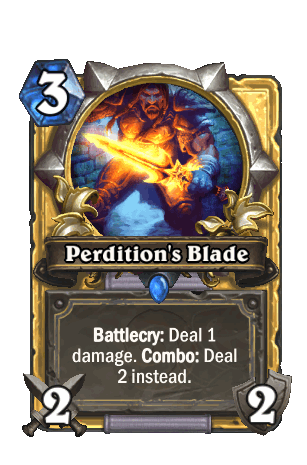 3
Perdition's Blade
Battlecry: Deal 1
damage. Combo: Deal
2 instead.
2 2